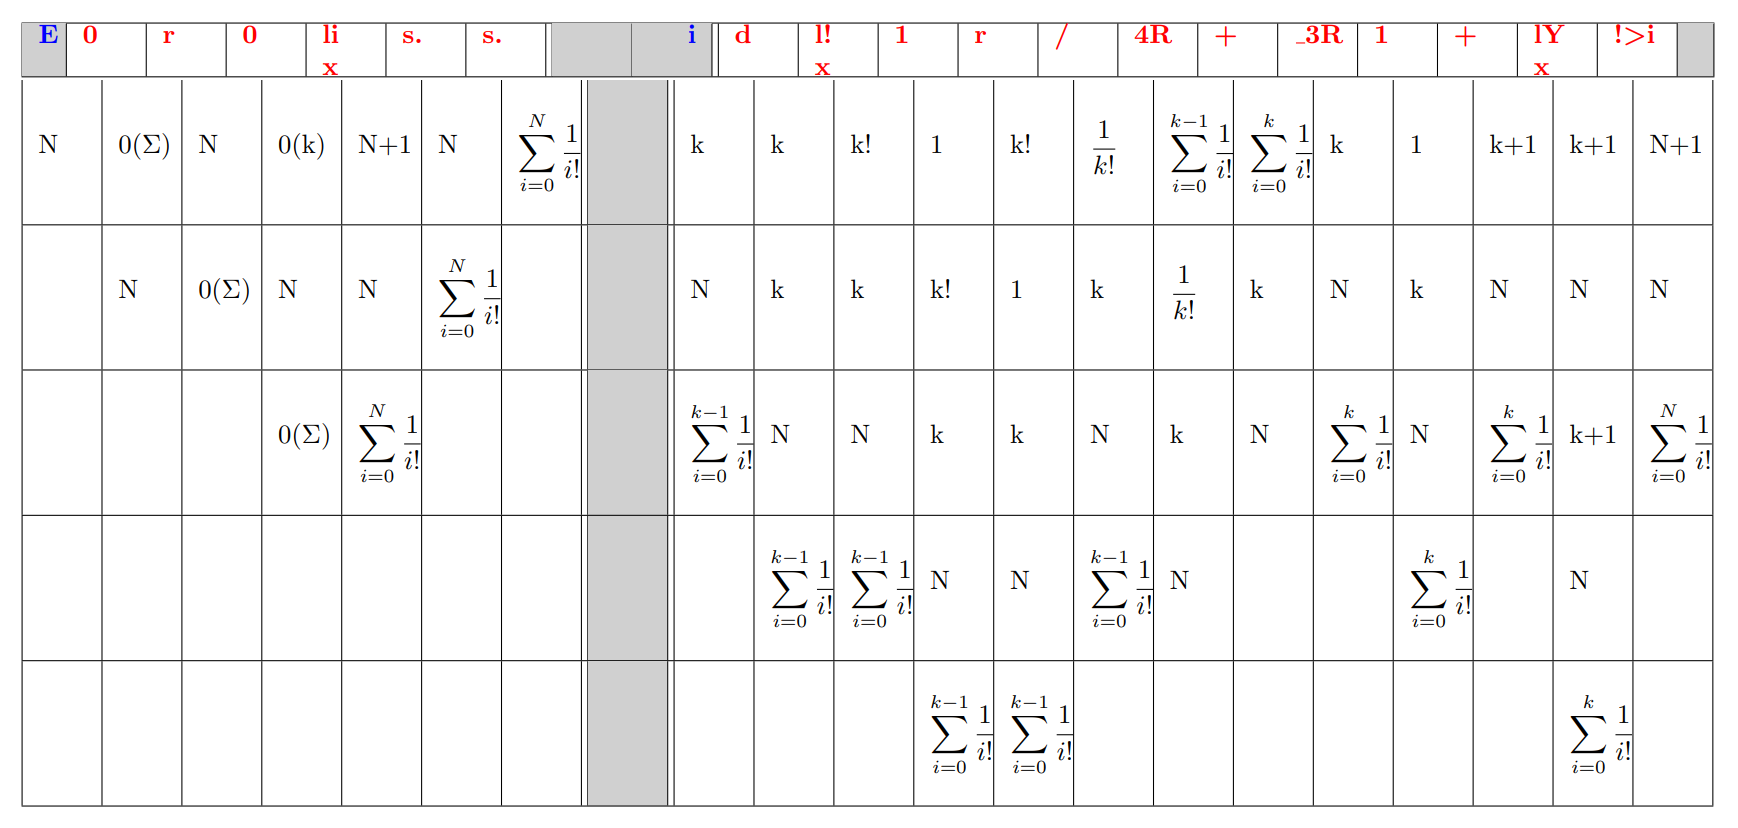 E 0 r 0 li s. s. i d l! 1 r / 4R + _3R 1 + lY !>i
x x x
N 0(Σ) N 0(k) N+1 N \sum_{i=0}^{N} \frac{1}{i!} k k k! 1 k! \frac{1}{k!} \sum_{i=0}^{k-1} \frac{1}{i!} \sum_{i=0}^{k} \frac{1}{i!} k 1 k+1 k+1 N+1
N 0(Σ) N N \sum_{i=0}^{N} \frac{1}{i!} N k k k! 1 k \frac{1}{k!} k N k N N N
0(Σ) \sum_{i=0}^{N} \frac{1}{i!} \sum_{i=0}^{k-1} \frac{1}{i!} N N k k N k N \sum_{i=0}^{k} \frac{1}{i!} N \sum_{i=0}^{k} \frac{1}{i!} k+1 \sum_{i=0}^{N} \frac{1}{i!}
\sum_{i=0}^{k-1} \frac{1}{i!} \sum_{i=0}^{k-1} \frac{1}{i!} N N \sum_{i=0}^{k-1} \frac{1}{i!} N \sum_{i=0}^{k} \frac{1}{i!} N
\sum_{i=0}^{k-1} \frac{1}{i!} \sum_{i=0}^{k-1} \frac{1}{i!} \sum_{i=0}^{k} \frac{1}{i!}